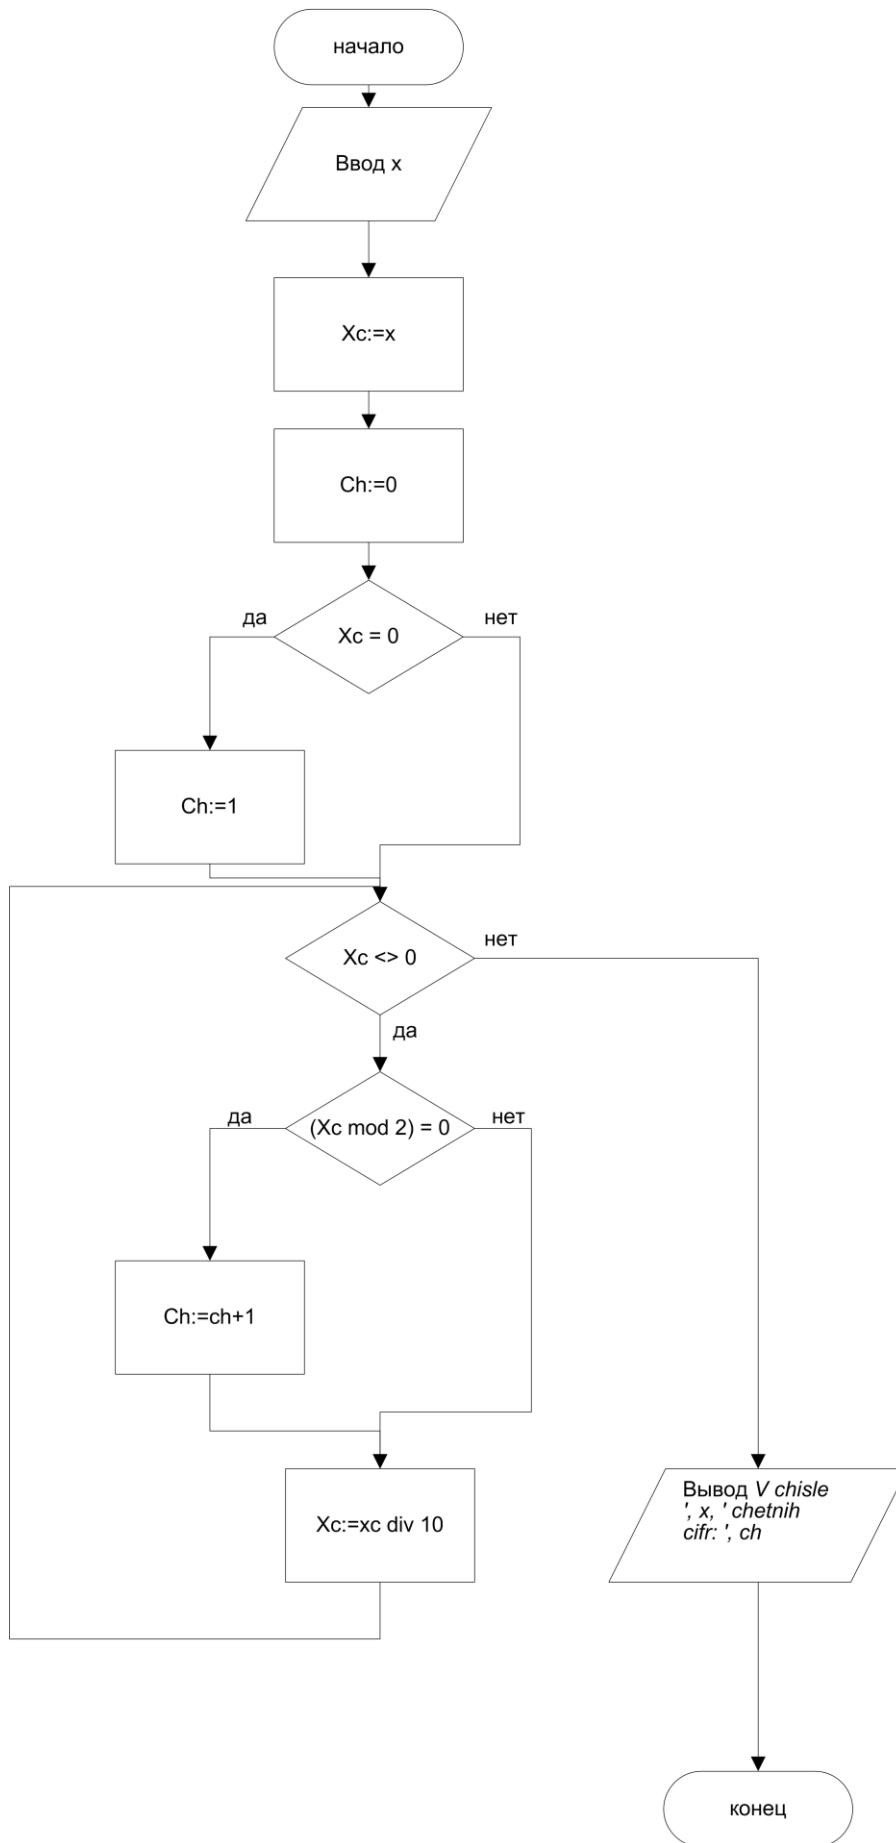 начало
Ввод x
Xc:=x
Ch:=0
да
нет
Xc = 0
Ch:=1
Xc <> 0
нет
да
да
(Xc mod 2) = 0
нет
Ch:=ch+1
Xc:=xc div 10
Вывод V chisle
', x, ' chetnih
cifr: ', ch
конец